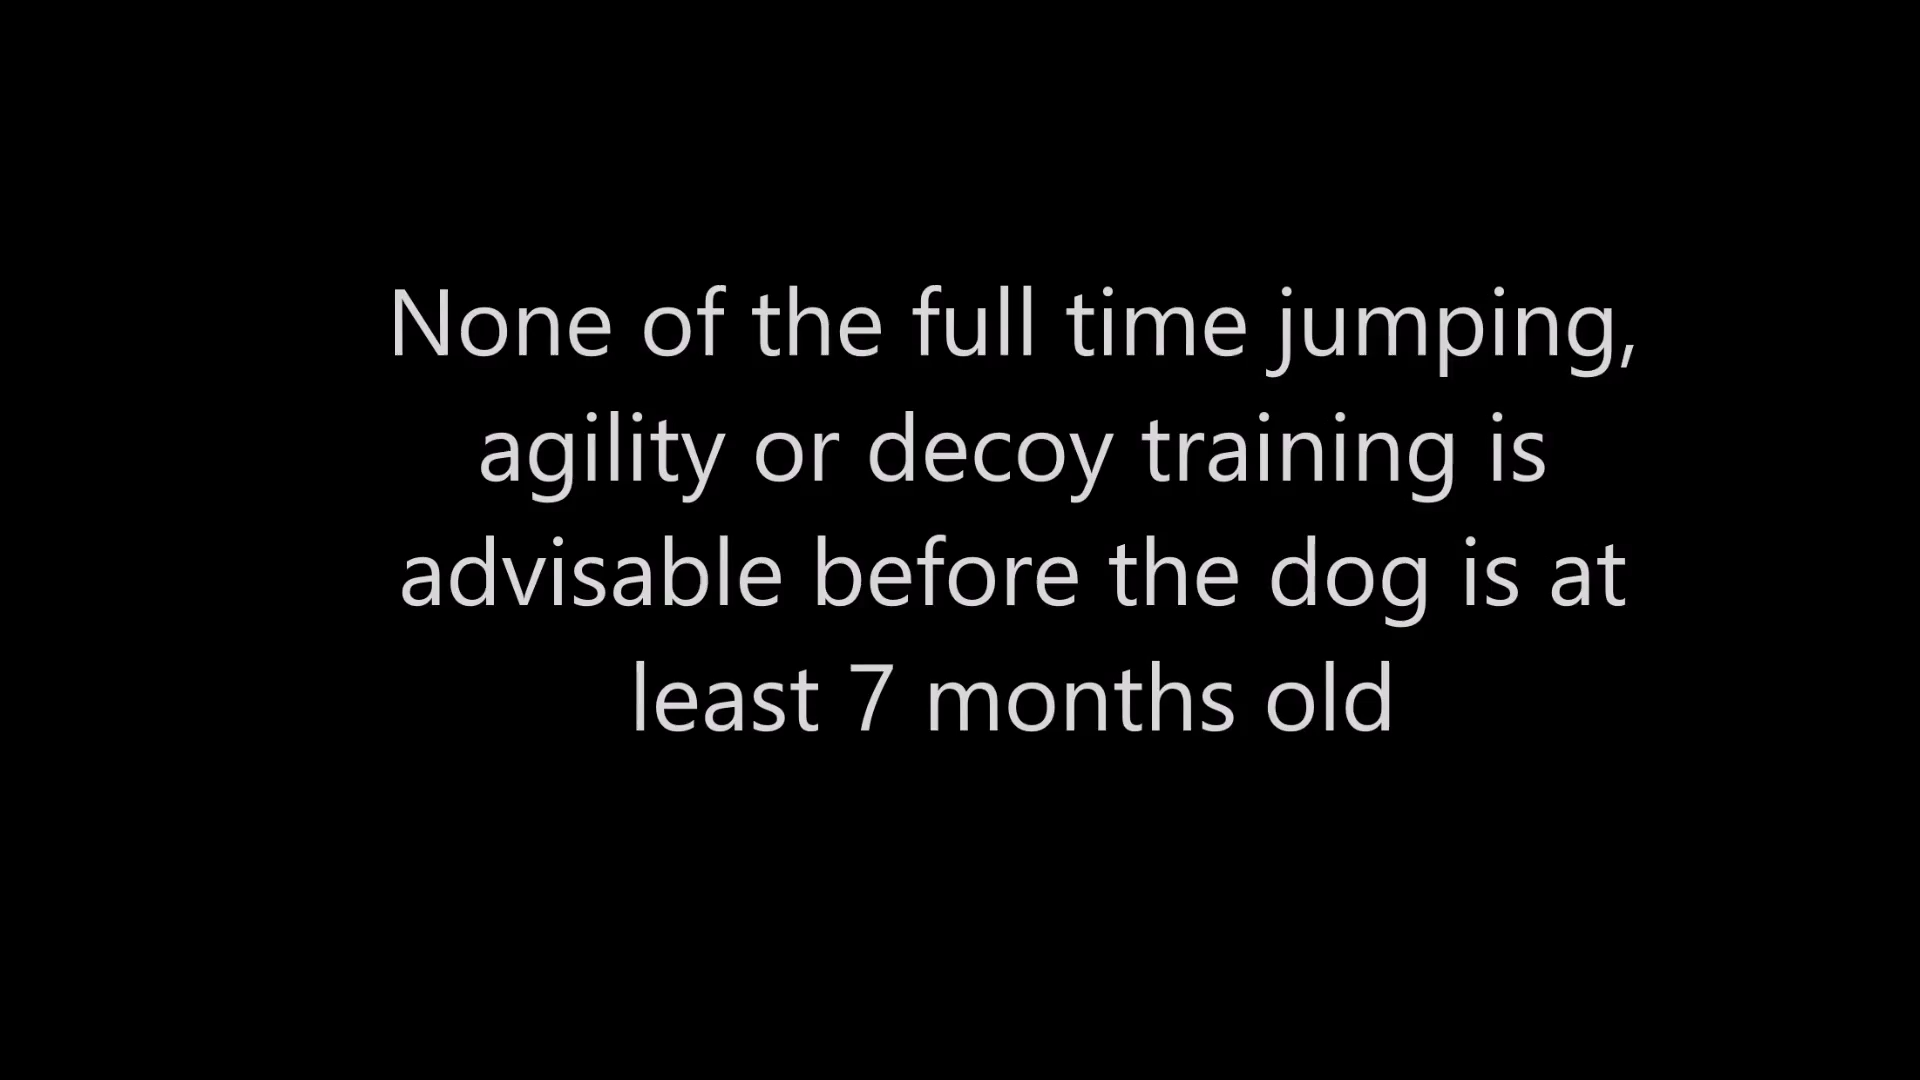 None of the full time jumping,
agility or decoy training is
advisable before the dog is at
least 7 months old